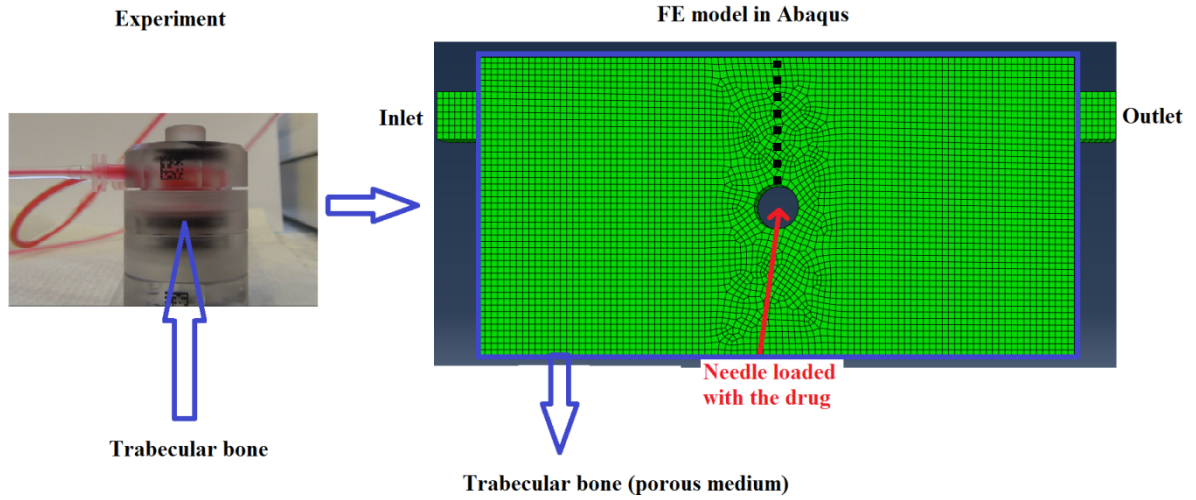 Experiment
FE model in Abaqus
Inlet
Outlet
Needle loaded
with the drug
Trabecular bone
Trabecular bone (porous medium)